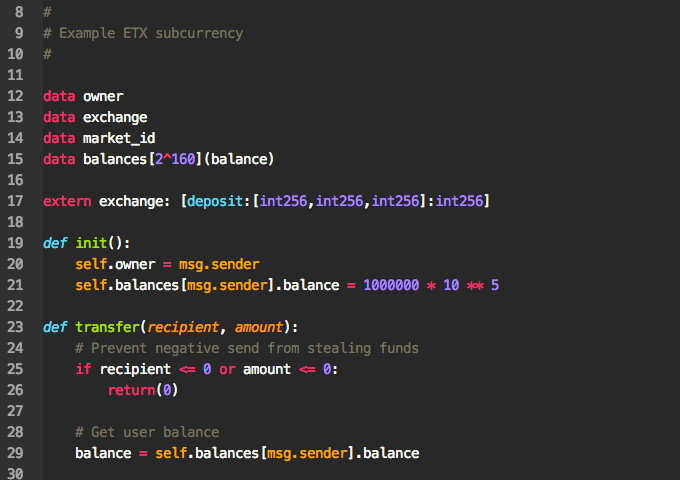 8 #
9 # Example ETX subcurrency
10 #
11
12 data owner
13 data exchange
14 data market_id
15 data balances[2^160](balance)
16
17 extern exchange: [deposit:[int256,int256,int256]:int256]
18
19 def init():
20     self.owner = msg.sender
21     self.balances[msg.sender].balance = 1000000 * 10 ** 5
22
23 def transfer(recipient, amount):
24     # Prevent negative send from stealing funds
25     if recipient <= 0 or amount <= 0:
26         return(0)
27
28     # Get user balance
29     balance = self.balances[msg.sender].balance
30